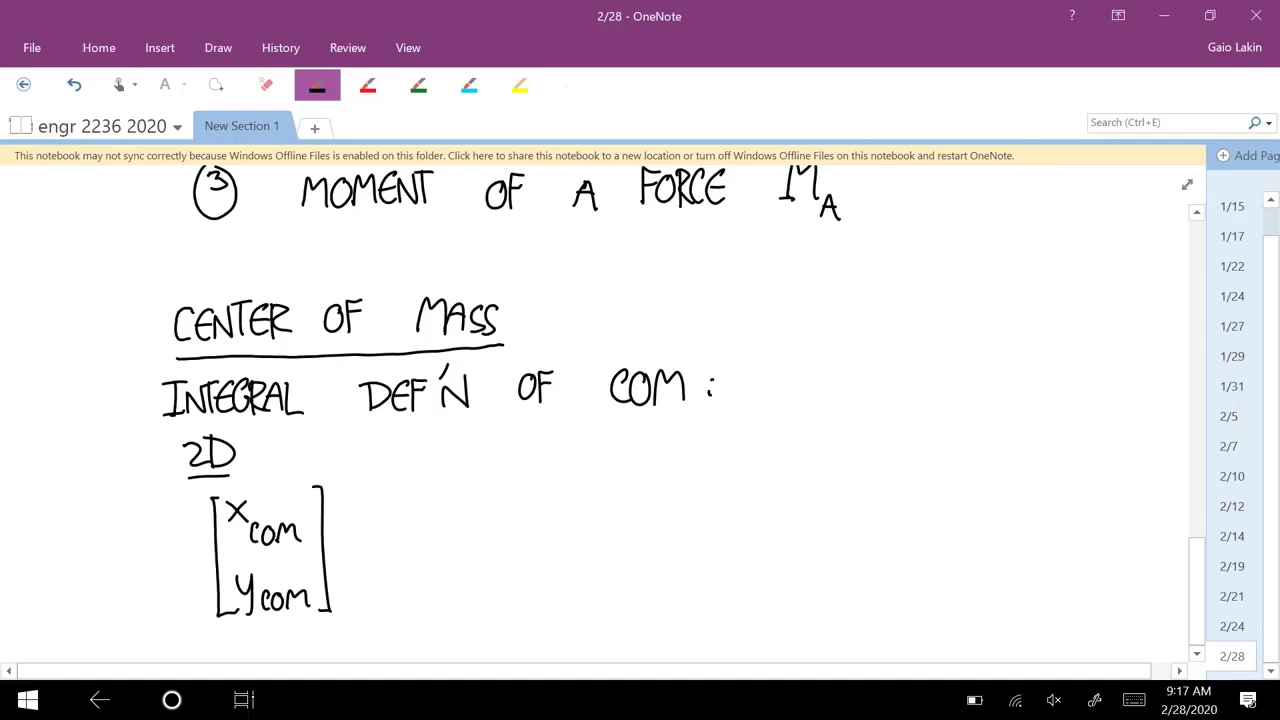 2/28 - OneNote
?
File Home Insert Draw History Review View
Gaio Lakin
A
engr 2236 2020
New Section 1
+
Search (Ctrl+E)
This notebook may not sync correctly because Windows Offline Files is enabled on this folder. Click here to share this notebook to a new location or turn off Windows Offline Files on this notebook and restart OneNote.
Add Pag
3 MOMENT OF A FORCE M_A
CENTER OF MASS
INTEGRAL DEF'N OF COM :
2D
[ x_com
y_com ]
1/15
1/17
1/22
1/24
1/27
1/29
1/31
2/5
2/7
2/10
2/12
2/14
2/19
2/21
2/24
2/28
9:17 AM
2/28/2020